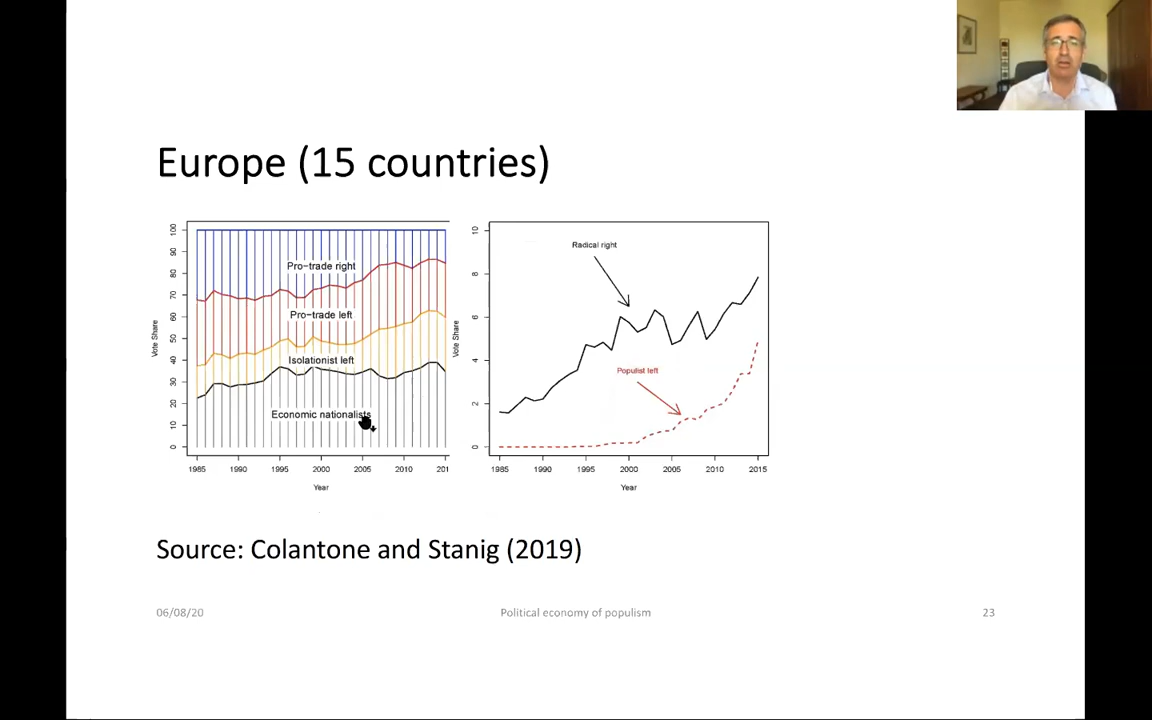 Europe (15 countries)
100
90
80
70
60
50
40
30
20
10
0
Vote Share
Pro-trade right
Pro-trade left
Isolationist left
Economic nationalists
1985 1990 1995 2000 2005 2010 201
Year
10
8
6
4
2
0
Vote Share
Radical right
Populist left
1985 1990 1995 2000 2005 2010 2015
Year
Source: Colantone and Stanig (2019)
06/08/20 Political economy of populism 23